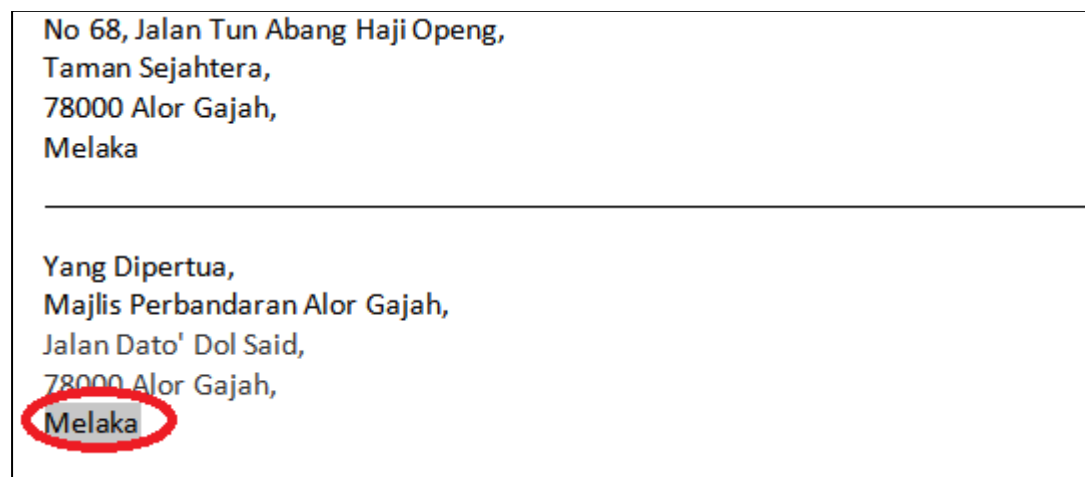 No 68, Jalan Tun Abang Haji Openg,
Taman Sejahtera,
78000 Alor Gajah,
Melaka
Yang Dipertua,
Majlis Perbandaran Alor Gajah,
Jalan Dato' Dol Said,
78000 Alor Gajah,
Melaka